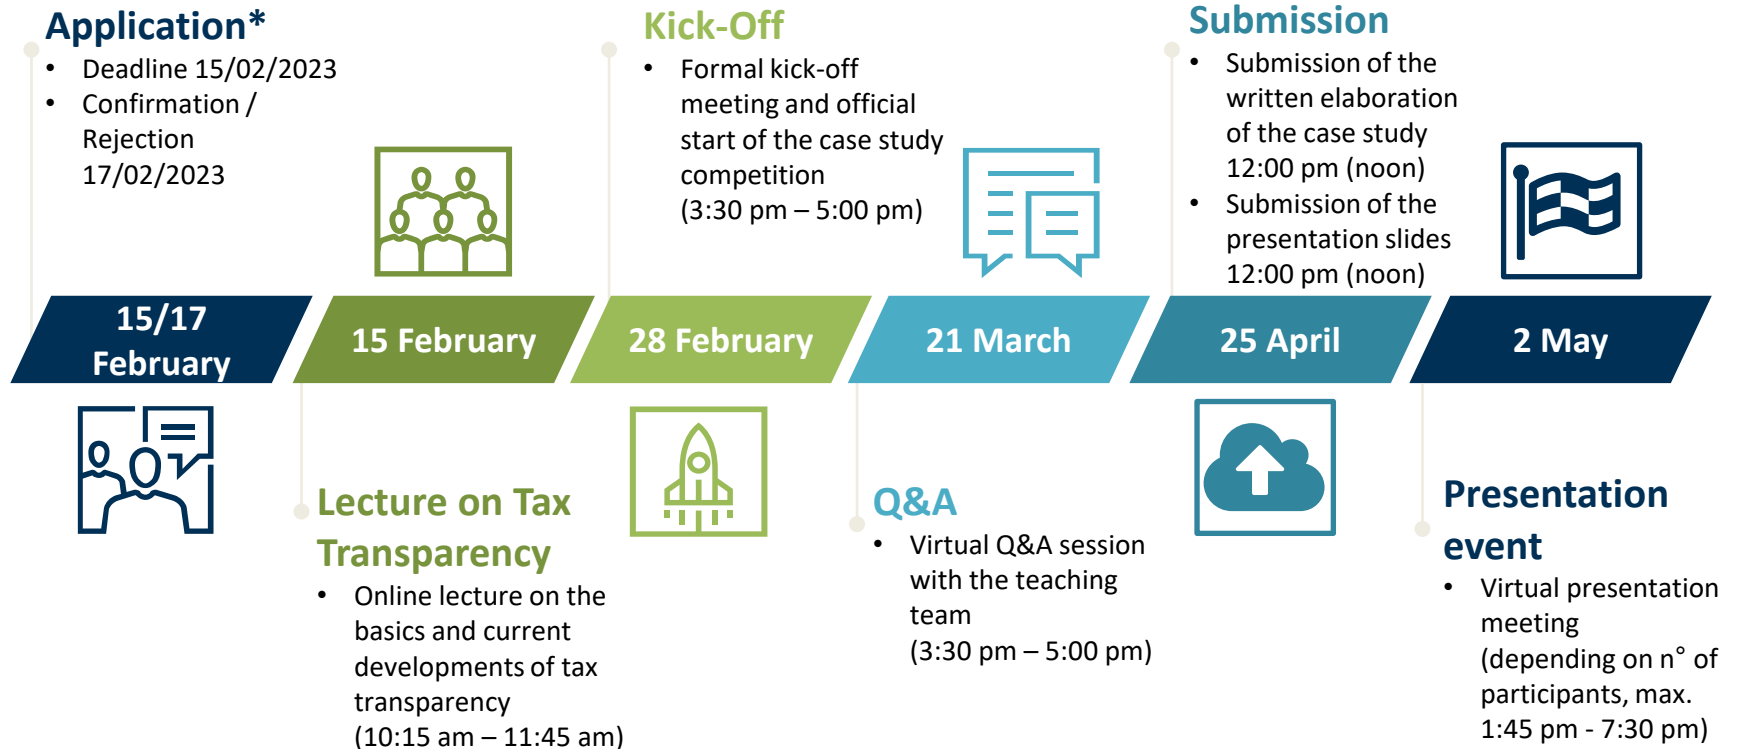 Application*
• Deadline 15/02/2023
• Confirmation /
Rejection
17/02/2023
Kick-Off
• Formal kick-off
meeting and official
start of the case study
competition
(3:30 pm – 5:00 pm)
Submission
• Submission of the
written elaboration
of the case study
12:00 pm (noon)
• Submission of the
presentation slides
12:00 pm (noon)
15/17
February
15 February
28 February
21 March
25 April
2 May
Lecture on Tax
Transparency
• Online lecture on the
basics and current
developments of tax
transparency
(10:15 am – 11:45 am)
Q&A
• Virtual Q&A session
with the teaching
team
(3:30 pm – 5:00 pm)
Presentation
event
• Virtual presentation
meeting
(depending on n° of
participants, max.
1:45 pm - 7:30 pm)